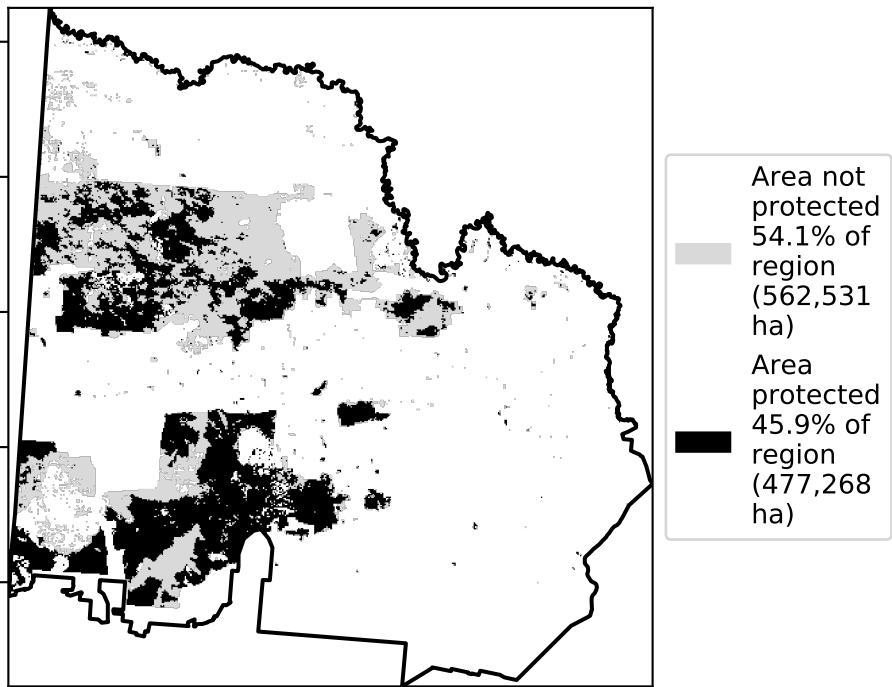 Area not
protected
54.1% of
region
(562,531
ha)
Area
protected
45.9% of
region
(477,268
ha)